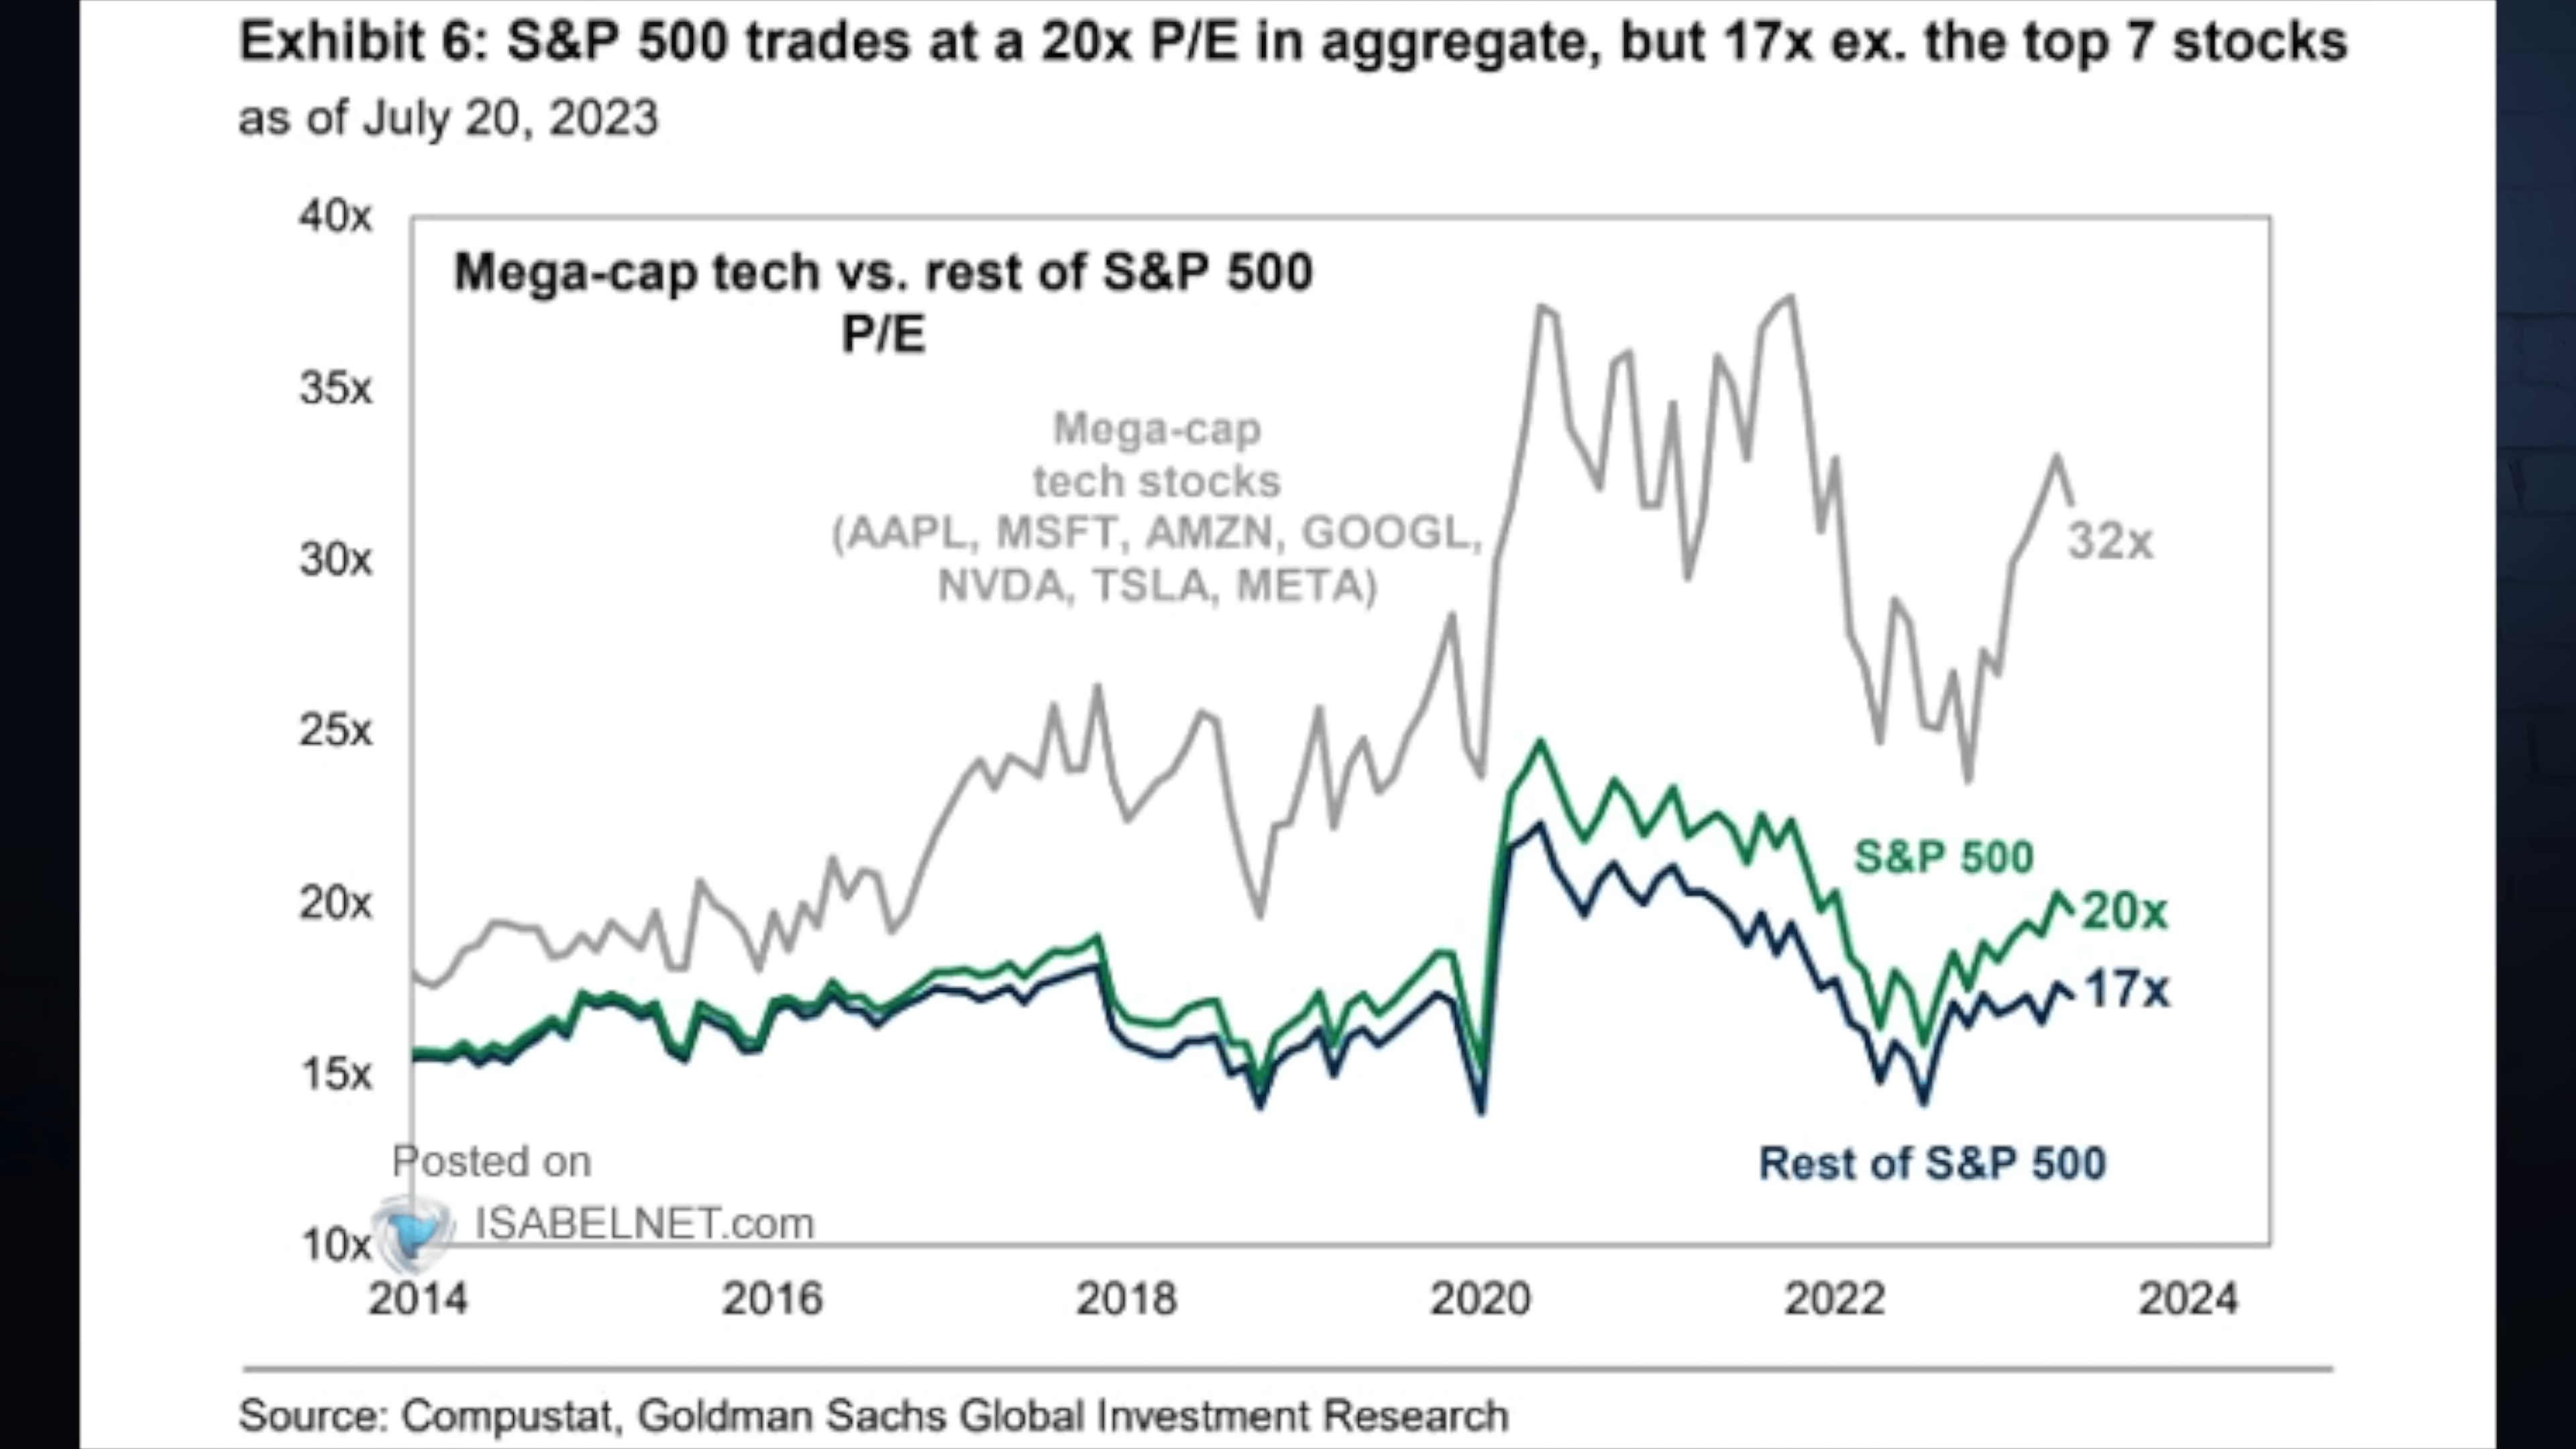 Exhibit 6: S&P 500 trades at a 20x P/E in aggregate, but 17x ex. the top 7 stocks
as of July 20, 2023
40x
Mega-cap tech vs. rest of S&P 500
P/E
35x
Mega-cap
tech stocks
(AAPL, MSFT, AMZN, GOOGL,
NVDA, TSLA, META)
30x
32x
25x
S&P 500
20x
20x
17x
15x
Posted on
Rest of S&P 500
ISABELNET.com
10x
2014 2016 2018 2020 2022 2024
Source: Compustat, Goldman Sachs Global Investment Research